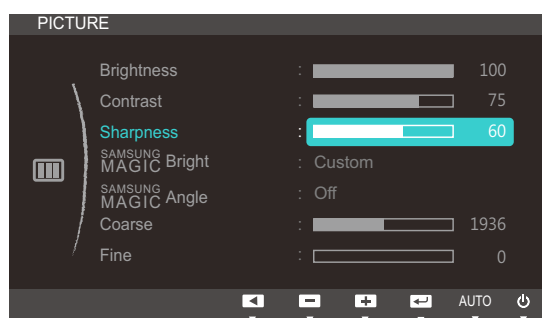 PICTURE
Brightness : 100
Contrast : 75
Sharpness : 60
SAMSUNG MAGIC Bright : Custom
SAMSUNG MAGIC Angle : Off
Coarse : 1936
Fine : 0
AUTO